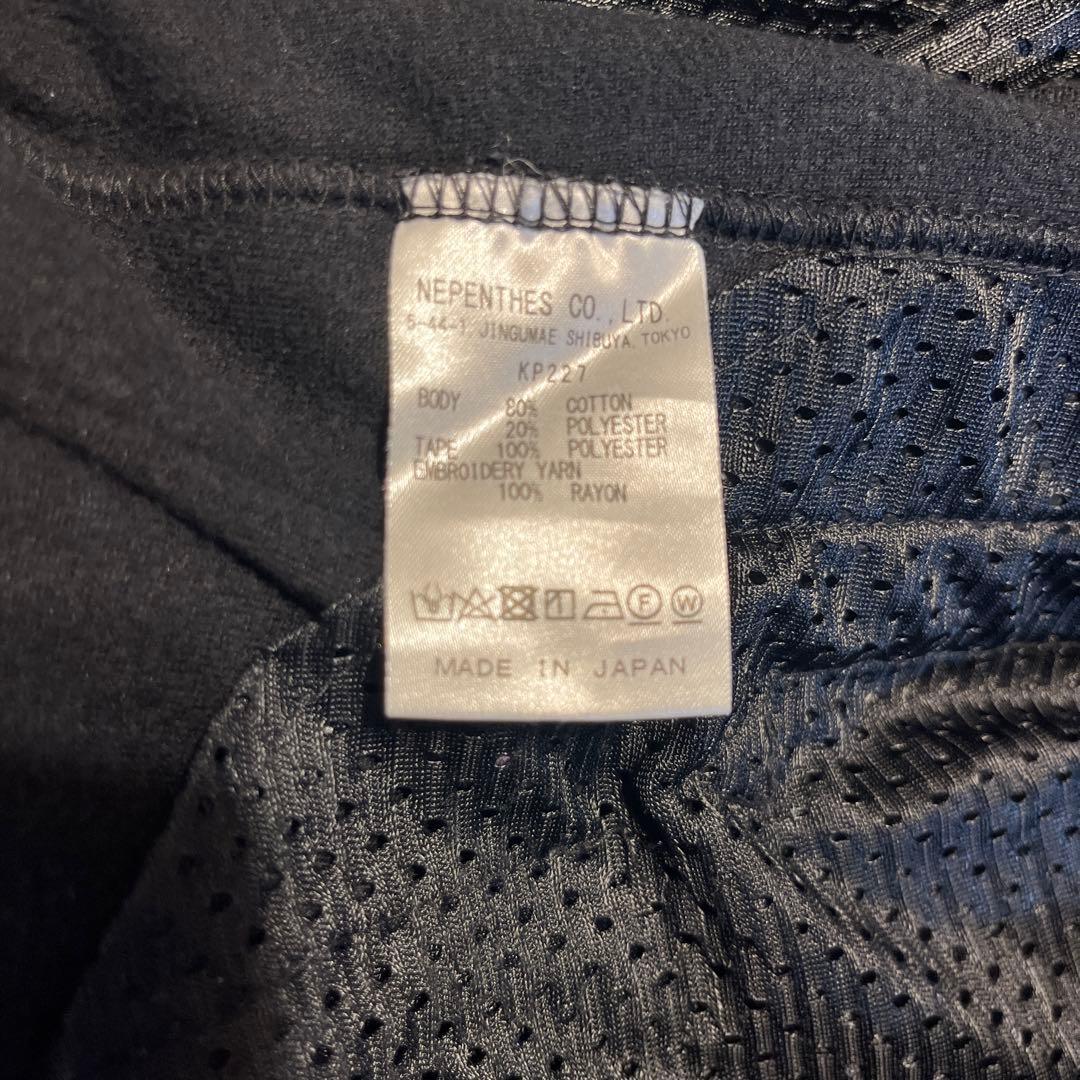 NEPENTHES CO.,LTD.
5-44-1 JINGUMAE SHIBUYA, TOKYO
KP227
BODY 80% COTTON
20% POLYESTER
TAPE 100% POLYESTER
EMBROIDERY YARN
100% RAYON
F W
MADE IN JAPAN